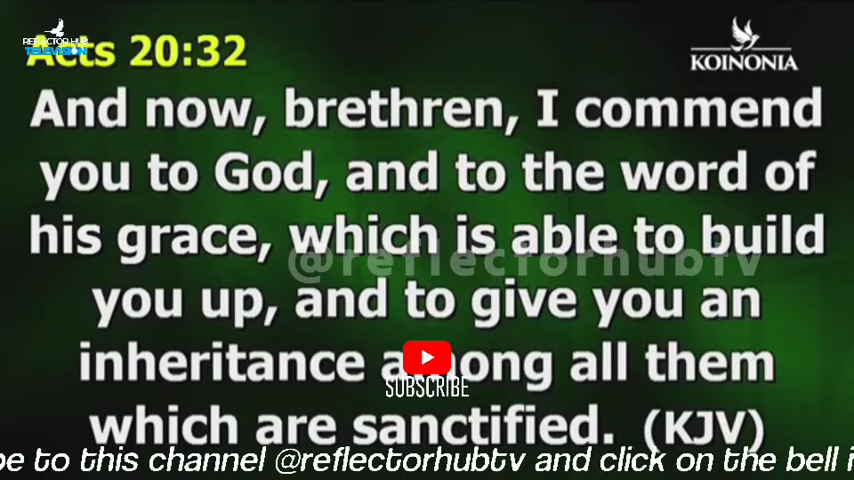 REFLECTOR HUB
TELEVISION
Acts 20:32
KOINONIA
And now, brethren, I commend
you to God, and to the word of
his grace, which is able to build
@reflectorhubtv
you up, and to give you an
inheritance among all them
SUBSCRIBE
which are sanctified. (KJV)
to this channel @reflectorhubtv and click on the bell